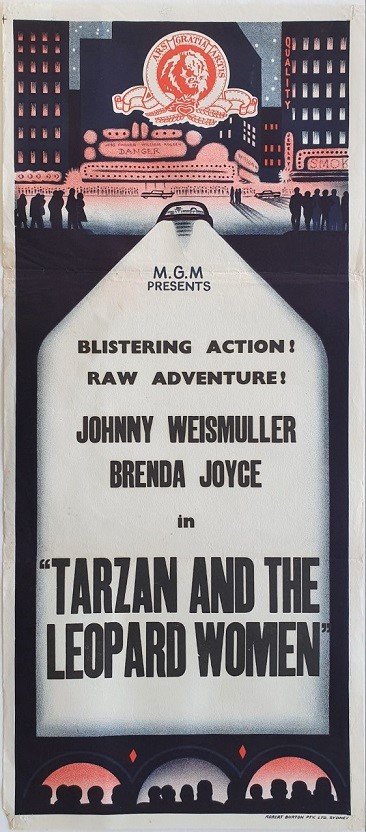 ARS GRATIA ARTIS
QUALITY
DANGER
SMOK
M.G.M
PRESENTS
BLISTERING ACTION!
RAW ADVENTURE!
JOHNNY WEISMULLER
BRENDA JOYCE
in
"TARZAN AND THE
LEOPARD WOMEN"
ROBERT BURTON PTY. LTD. SYDNEY